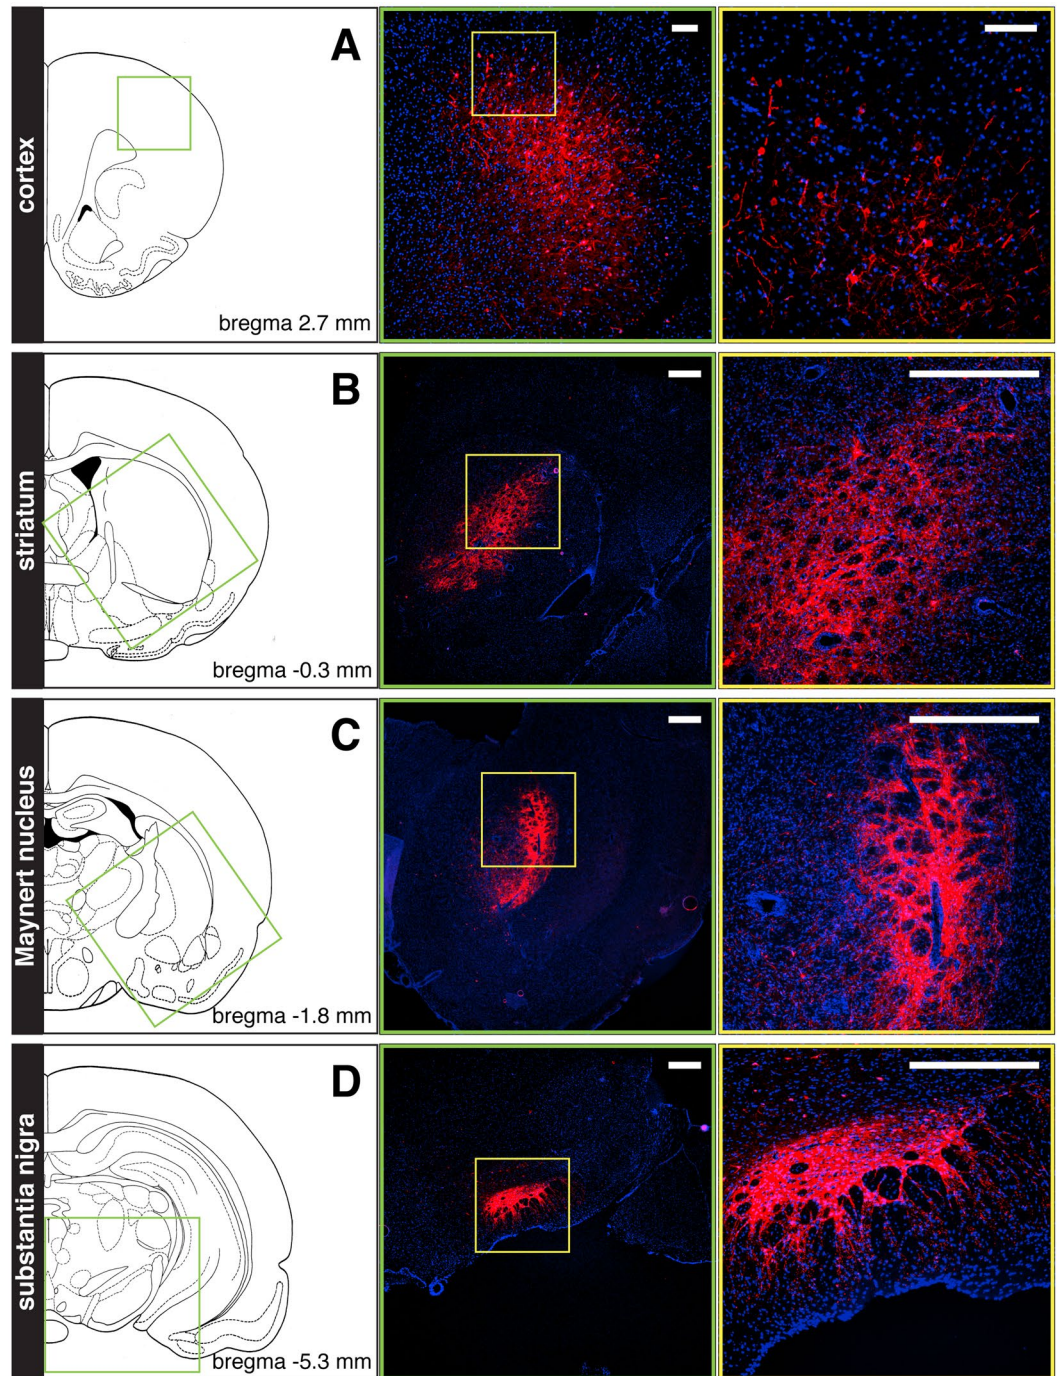 cortex
A
bregma 2.7 mm
striatum
B
bregma -0.3 mm
Maynert nucleus
C
bregma -1.8 mm
substantia nigra
D
bregma -5.3 mm